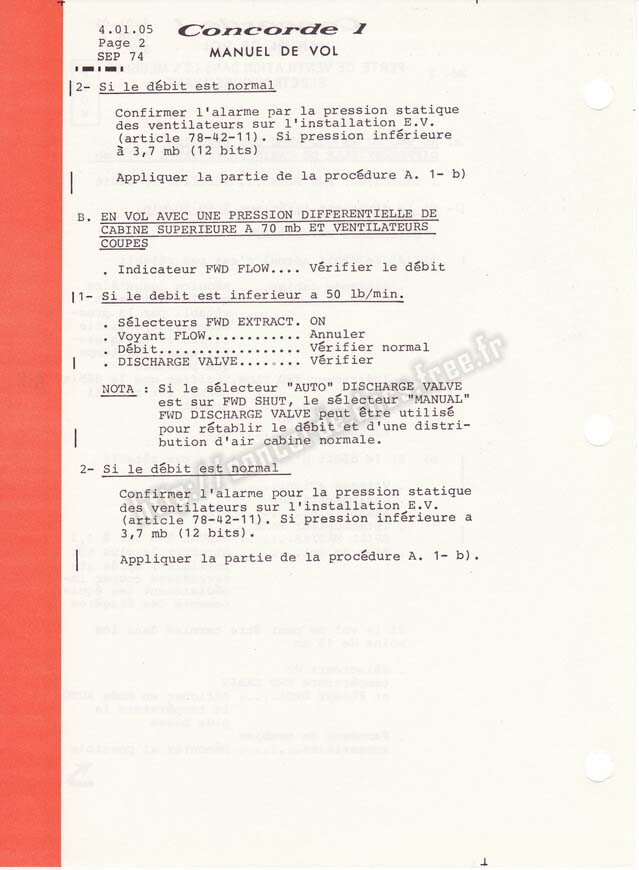 4.01.05
Concorde 1
Page 2
MANUEL DE VOL
SEP 74
2- Si le débit est normal
Confirmer l'alarme par la pression statique
des ventilateurs sur l'installation E.V.
(article 78-42-11). Si pression inférieure
à 3,7 mb (12 bits)
Appliquer la partie de la procédure A. 1- b)
B. EN VOL AVEC UNE PRESSION DIFFERENTIELLE DE
CABINE SUPERIEURE A 70 mb ET VENTILATEURS
COUPES
. Indicateur FWD FLOW.... Vérifier le débit
1- Si le debit est inferieur a 50 lb/min.
. Sélecteurs FWD EXTRACT. ON
. Voyant FLOW............ Annuler
. Débit.................. Vérifier normal
. DISCHARGE VALVE........ Vérifier
NOTA : Si le sélecteur "AUTO" DISCHARGE VALVE
est sur FWD SHUT, le sélecteur "MANUAL"
FWD DISCHARGE VALVE peut être utilisé
pour rétablir le débit et d'une distri-
bution d'air cabine normale.
2- Si le débit est normal
Confirmer l'alarme pour la pression statique
des ventilateurs sur l'installation E.V.
(article 78-42-11). Si pression inférieure a
3,7 mb (12 bits).
Appliquer la partie de la procédure A. 1- b).